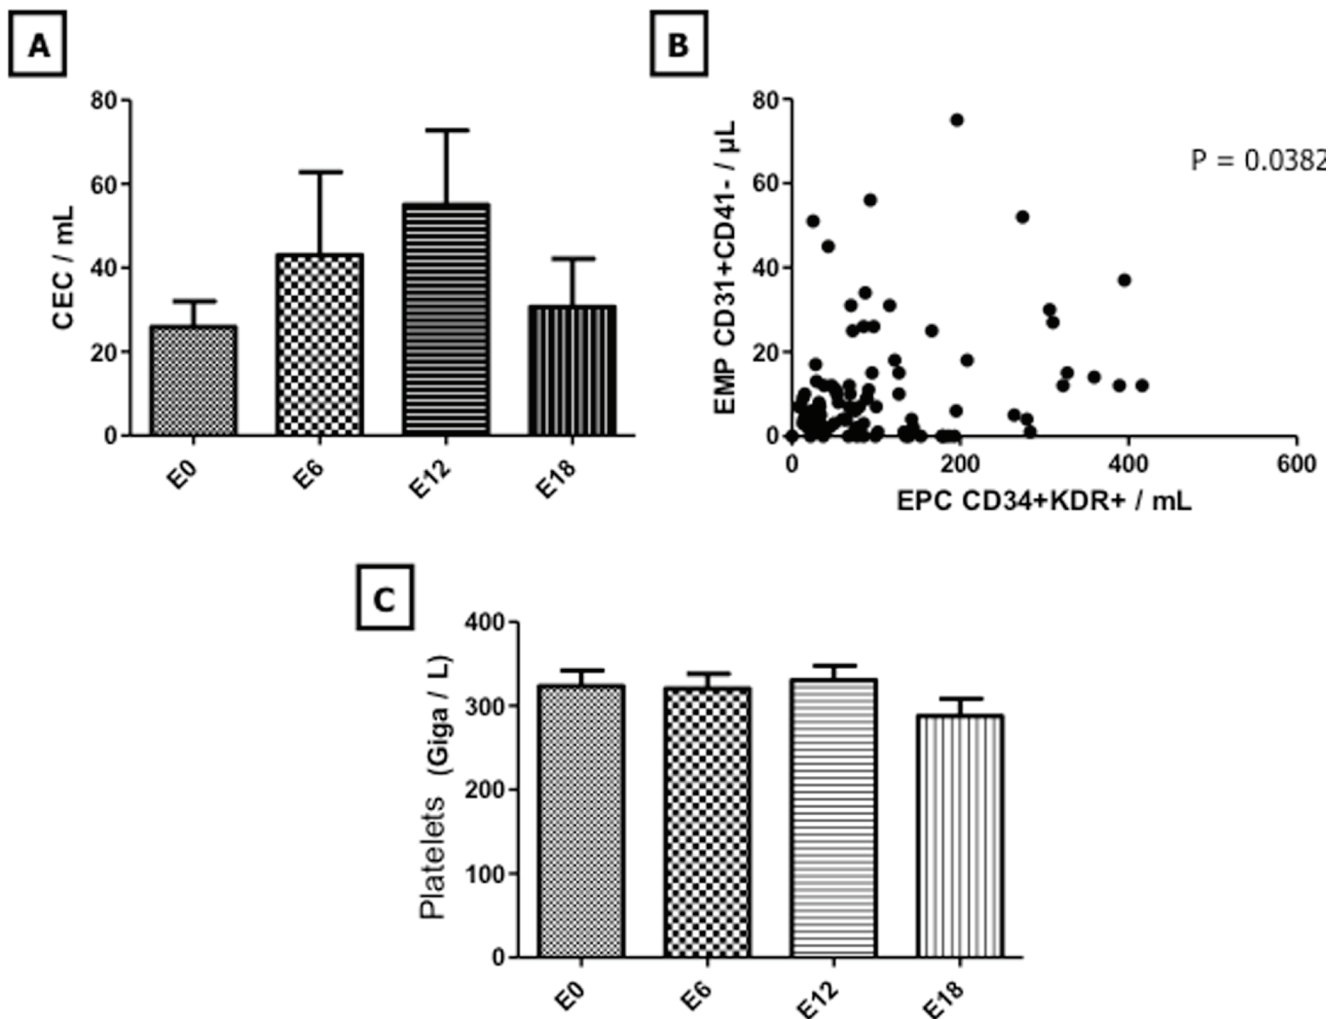 A
80
60
40
20
0
CEC / mL
E0 E6 E12 E18
B
80
60
40
20
0
EMP CD31+CD41- / µL
P = 0.0382
0 200 400 600
EPC CD34+KDR+ / mL
C
400
300
200
100
0
Platelets (Giga / L)
E0 E6 E12 E18